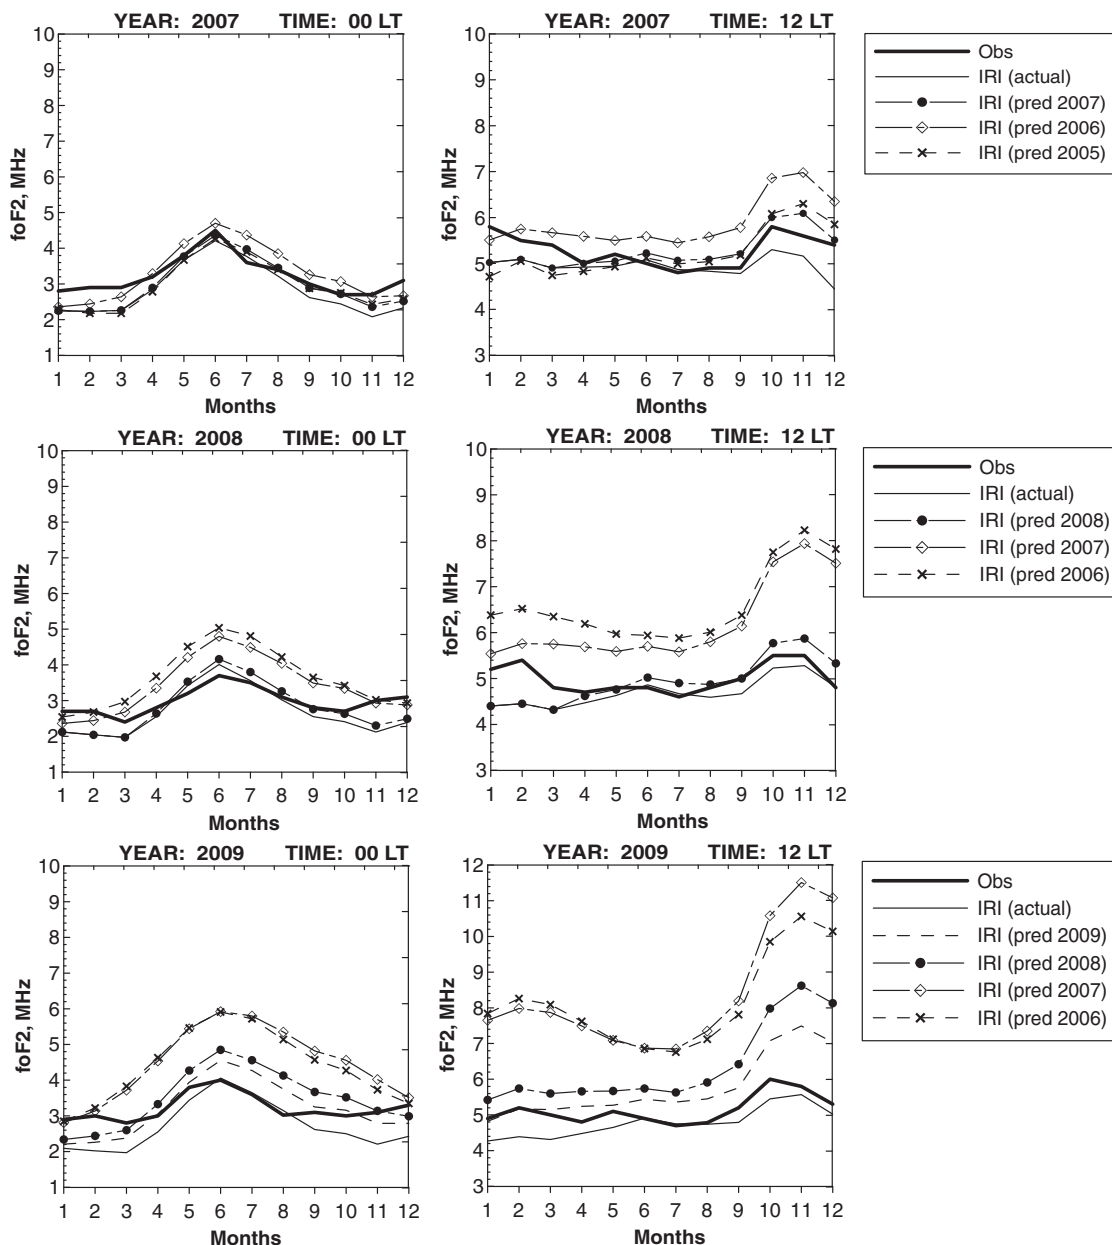 YEAR: 2007 TIME: 00 LT
10
9
8
7
6
5
4
3
2
1
foF2, MHz
1 2 3 4 5 6 7 8 9 10 11 12
Months
YEAR: 2007 TIME: 12 LT
10
9
8
7
6
5
4
3
foF2, MHz
1 2 3 4 5 6 7 8 9 10 11 12
Months
Obs
IRI (actual)
IRI (pred 2007)
IRI (pred 2006)
IRI (pred 2005)
YEAR: 2008 TIME: 00 LT
10
9
8
7
6
5
4
3
2
1
foF2, MHz
1 2 3 4 5 6 7 8 9 10 11 12
Months
YEAR: 2008 TIME: 12 LT
10
9
8
7
6
5
4
3
foF2, MHz
1 2 3 4 5 6 7 8 9 10 11 12
Months
Obs
IRI (actual)
IRI (pred 2008)
IRI (pred 2007)
IRI (pred 2006)
YEAR: 2009 TIME: 00 LT
10
9
8
7
6
5
4
3
2
1
foF2, MHz
1 2 3 4 5 6 7 8 9 10 11 12
Months
YEAR: 2009 TIME: 12 LT
12
11
10
9
8
7
6
5
4
3
foF2, MHz
1 2 3 4 5 6 7 8 9 10 11 12
Months
Obs
IRI (actual)
IRI (pred 2009)
IRI (pred 2008)
IRI (pred 2007)
IRI (pred 2006)